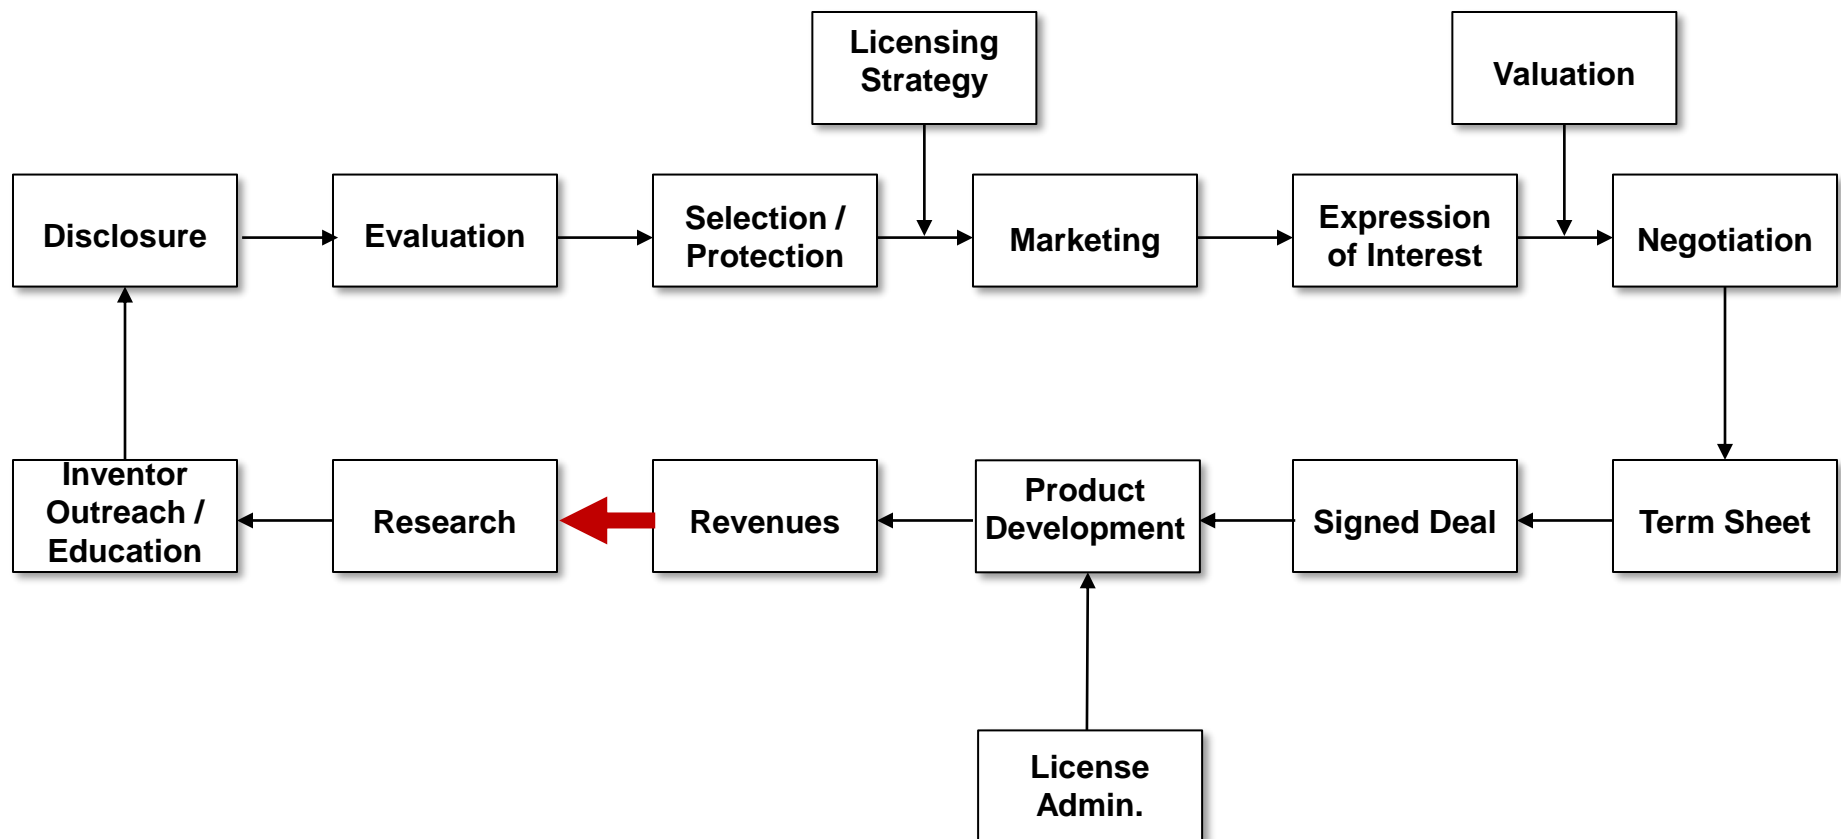 Licensing
Strategy
Valuation
Disclosure
Evaluation
Selection /
Protection
Marketing
Expression
of Interest
Negotiation
Inventor
Outreach /
Education
Research
Revenues
Product
Development
Signed Deal
Term Sheet
License
Admin.